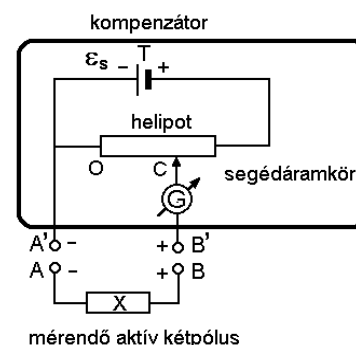 kompenzátor
εs − T +
helipot
O C segédáramkör
G
A' − + B'
A − + B
X
mérendő aktív kétpólus